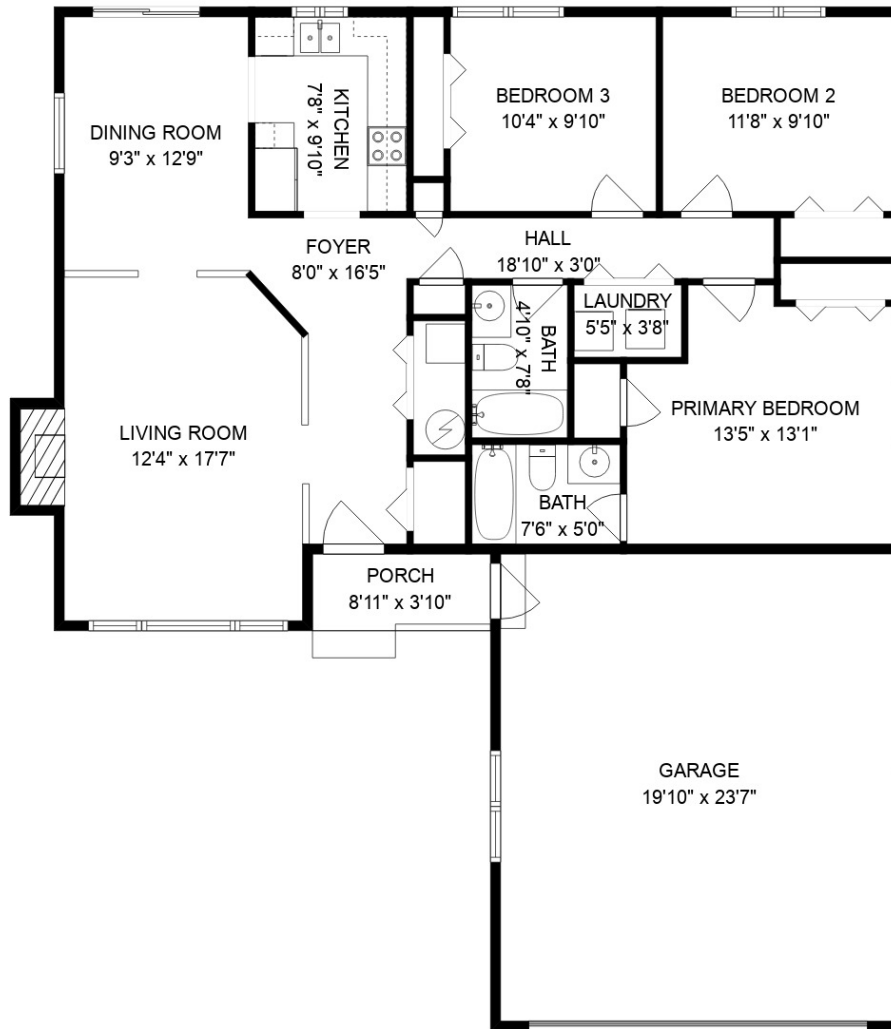 DINING ROOM
9'3" x 12'9"
KITCHEN
7'8" x 9'10"
BEDROOM 3
10'4" x 9'10"
BEDROOM 2
11'8" x 9'10"
FOYER
8'0" x 16'5"
HALL
18'10" x 3'0"
LAUNDRY
5'5" x 3'8"
BATH
4'10" x 7'8"
LIVING ROOM
12'4" x 17'7"
PRIMARY BEDROOM
13'5" x 13'1"
BATH
7'6" x 5'0"
PORCH
8'11" x 3'10"
GARAGE
19'10" x 23'7"